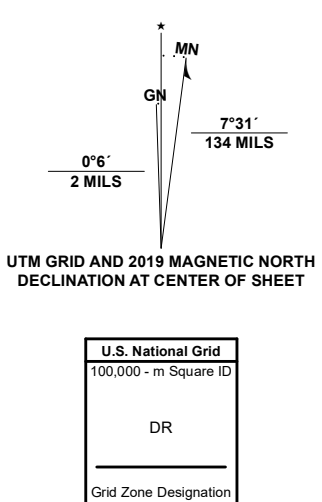 ★
MN
GN
7°31´
134 MILS
0°6´
2 MILS
UTM GRID AND 2019 MAGNETIC NORTH
DECLINATION AT CENTER OF SHEET
U.S. National Grid
100,000 - m Square ID
DR
Grid Zone Designation